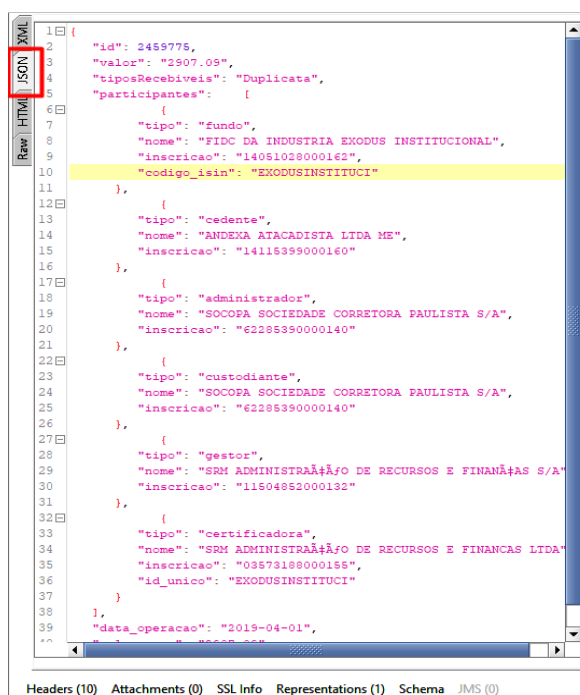 XML
JSON
HTML
Raw
1 {
2 "id": 2459775,
3 "valor": "2907.09",
4 "tiposRecebiveis": "Duplicata",
5 "participantes": [
6 {
7 "tipo": "fundo",
8 "nome": "FIDC DA INDUSTRIA EXODUS INSTITUCIONAL",
9 "inscricao": "14051028000162",
10 "codigo_isin": "EXODUSINSTITUCI"
11 },
12 {
13 "tipo": "cedente",
14 "nome": "ANDEXA ATACADISTA LTDA ME",
15 "inscricao": "14115399000160"
16 },
17 {
18 "tipo": "administrador",
19 "nome": "SOCOPA SOCIEDADE CORRETORA PAULISTA S/A",
20 "inscricao": "62285390000140"
21 },
22 {
23 "tipo": "custodiante",
24 "nome": "SOCOPA SOCIEDADE CORRETORA PAULISTA S/A",
25 "inscricao": "62285390000140"
26 },
27 {
28 "tipo": "gestor",
29 "nome": "SRM ADMINISTRAÃ‡ÃƒO DE RECURSOS E FINANÃ‡AS S/A"
30 "inscricao": "11504852000132"
31 },
32 {
33 "tipo": "certificadora",
34 "nome": "SRM ADMINISTRAÃ‡ÃƒO DE RECURSOS E FINANCAS LTDA"
35 "inscricao": "03573188000155",
36 "id_unico": "EXODUSINSTITUCI"
37 }
38 ],
39 "data_operacao": "2019-04-01",
Headers (10) Attachments (0) SSL Info Representations (1) Schema JMS (0)